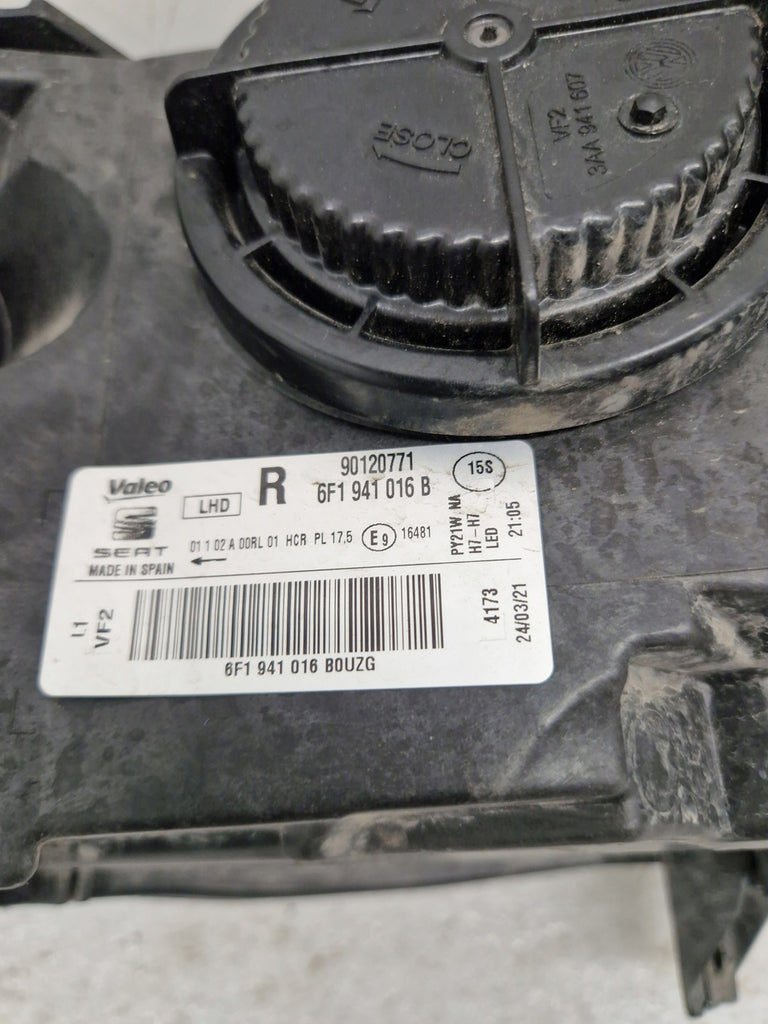 CLOSE
VF2
3AA 941 607
Valeo
LHD
R
90120771
6F1 941 016 B
15S
SEAT
MADE IN SPAIN
01 1 02 A 00RL 01 HCR PL 17,5 E9 16481
PY21W NA
H7-H7
LED 21:05
L1
VF2
4173
24/03/21
6F1 941 016 B0UZG